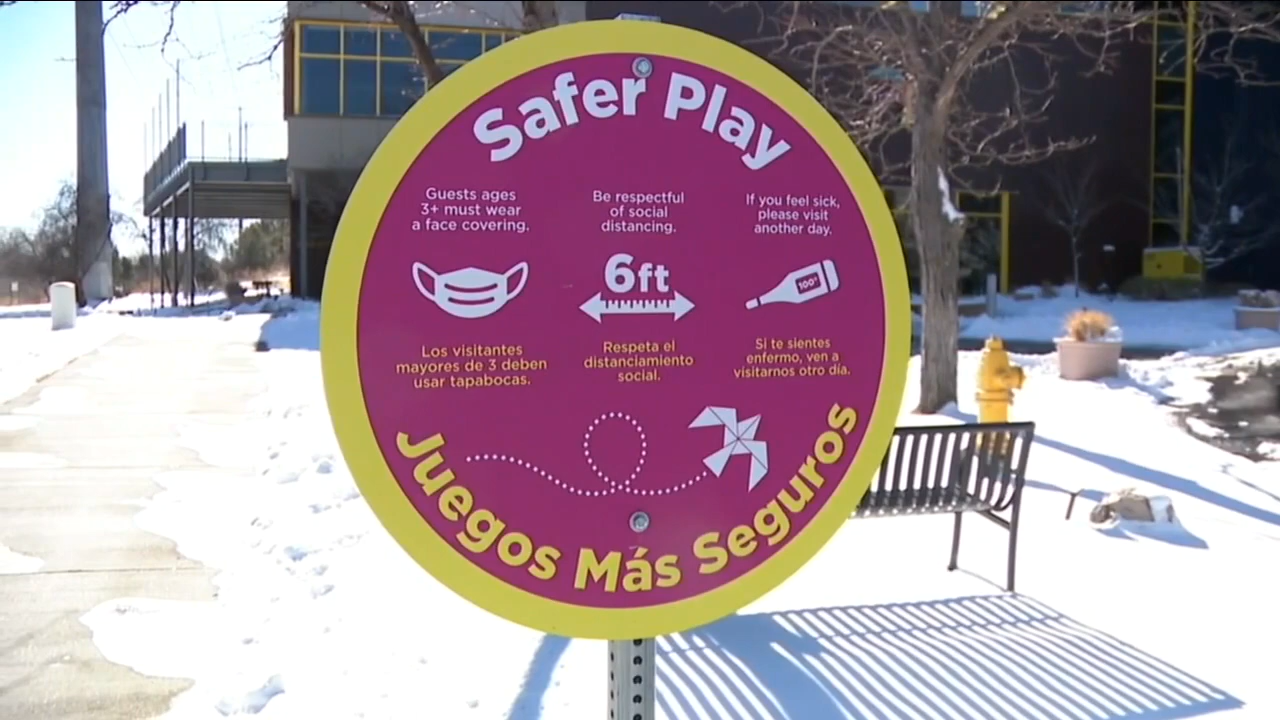 Safer Play
Guests ages
3+ must wear
a face covering.
Be respectful
of social
distancing.
If you feel sick,
please visit
another day.
6ft
100°
Los visitantes
mayores de 3 deben
usar tapabocas.
Respeta el
distanciamiento
social.
Si te sientes
enfermo, ven a
visitarnos otro día.
Juegos Más Seguros